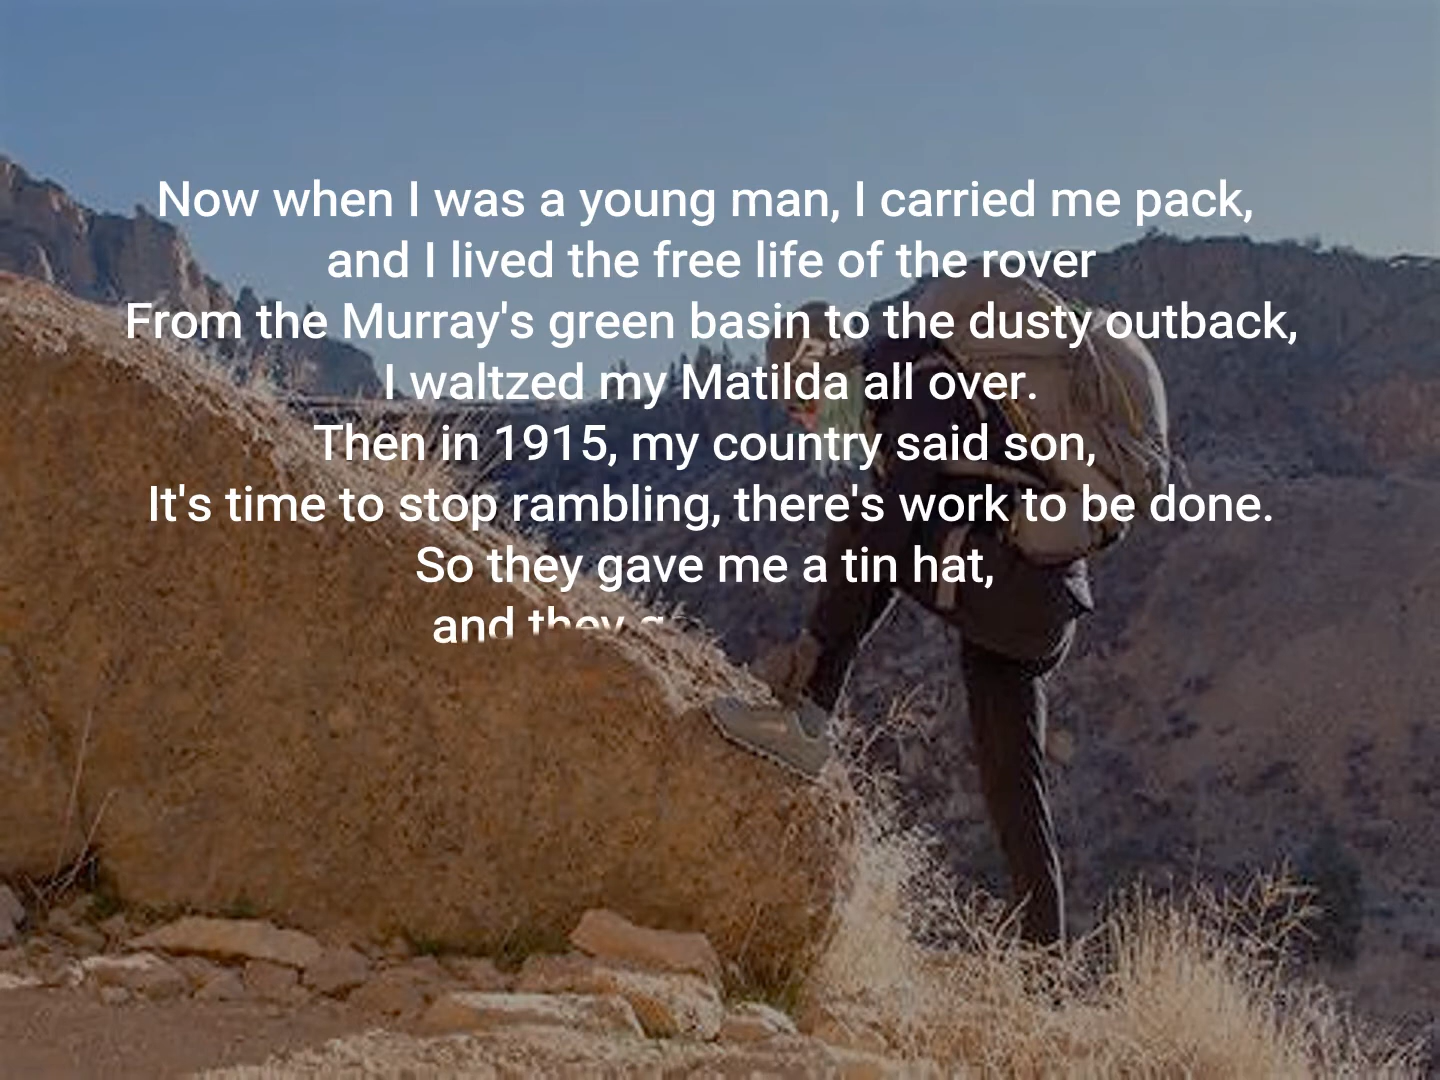 Now when I was a young man, I carried me pack,
and I lived the free life of the rover
From the Murray's green basin to the dusty outback,
I waltzed my Matilda all over.
Then in 1915, my country said son,
It's time to stop rambling, there's work to be done.
So they gave me a tin hat,
and they